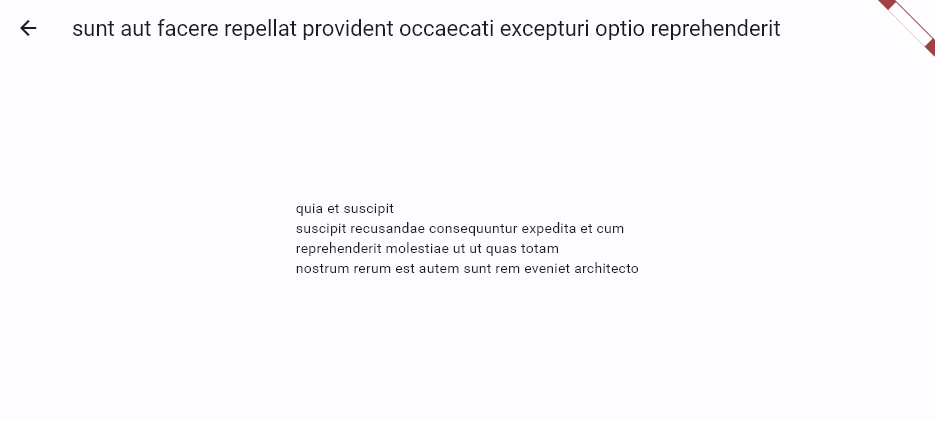 sunt aut facere repellat provident occaecati excepturi optio reprehenderit
quia et suscipit
suscipit recusandae consequuntur expedita et cum
reprehenderit molestiae ut ut quas totam
nostrum rerum est autem sunt rem eveniet architecto